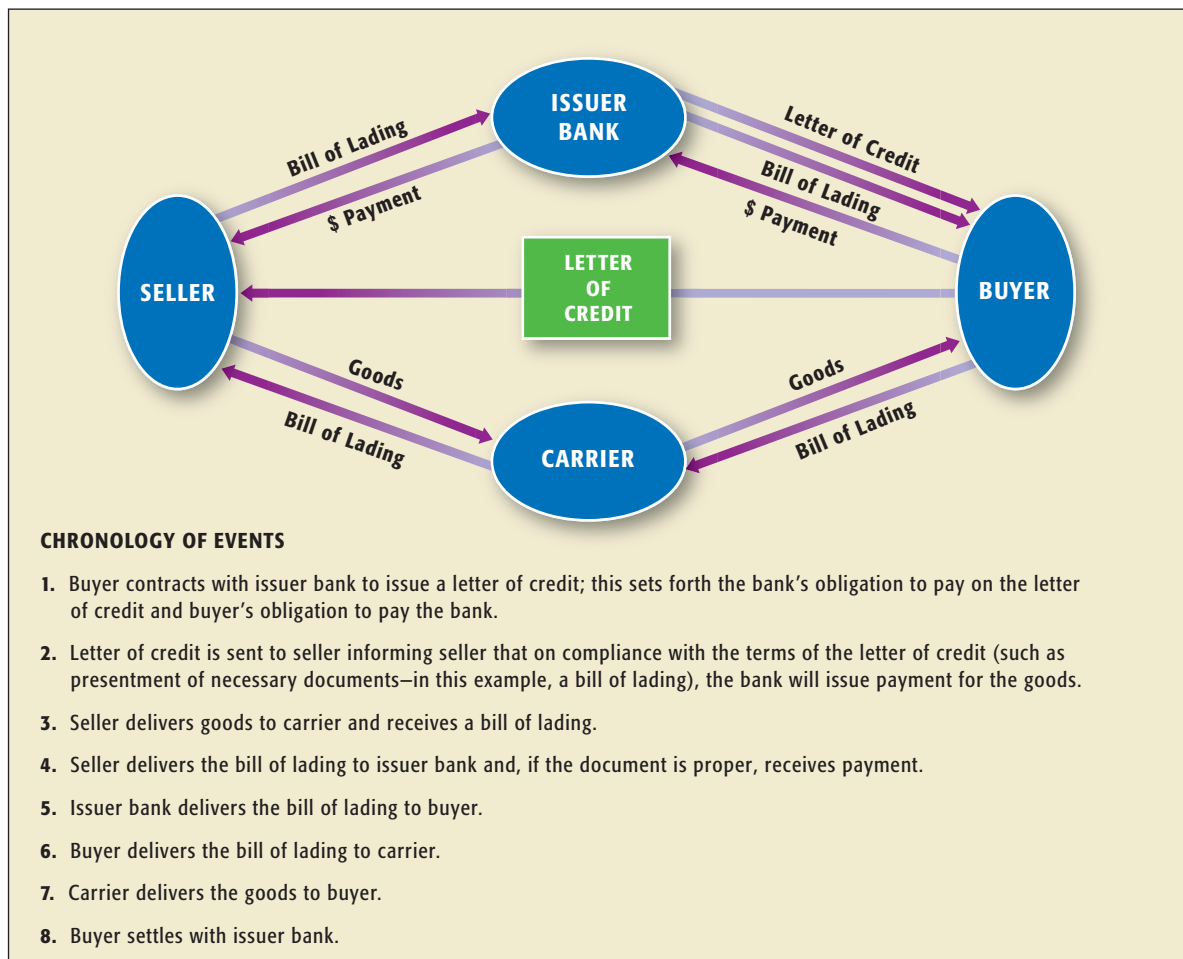 ISSUER
BANK
Letter of Credit
Bill of Lading
$ Payment
Bill of Lading
$ Payment
SELLER
LETTER
OF
CREDIT
BUYER
Goods
Bill of Lading
CARRIER
Goods
Bill of Lading
CHRONOLOGY OF EVENTS
1. Buyer contracts with issuer bank to issue a letter of credit; this sets forth the bank's obligation to pay on the letter
of credit and buyer's obligation to pay the bank.
2. Letter of credit is sent to seller informing seller that on compliance with the terms of the letter of credit (such as
presentment of necessary documents—in this example, a bill of lading), the bank will issue payment for the goods.
3. Seller delivers goods to carrier and receives a bill of lading.
4. Seller delivers the bill of lading to issuer bank and, if the document is proper, receives payment.
5. Issuer bank delivers the bill of lading to buyer.
6. Buyer delivers the bill of lading to carrier.
7. Carrier delivers the goods to buyer.
8. Buyer settles with issuer bank.